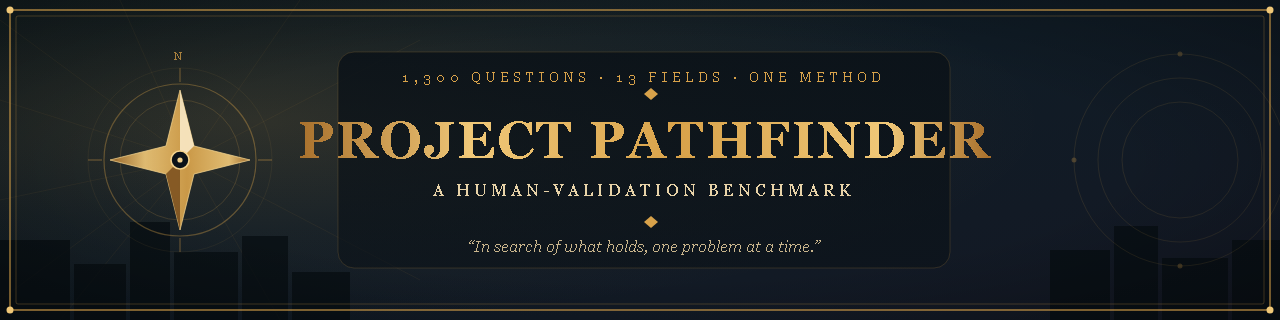 N
1,300 QUESTIONS · 13 FIELDS · ONE METHOD
PROJECT PATHFINDER
A HUMAN-VALIDATION BENCHMARK
“In search of what holds, one problem at a time.”